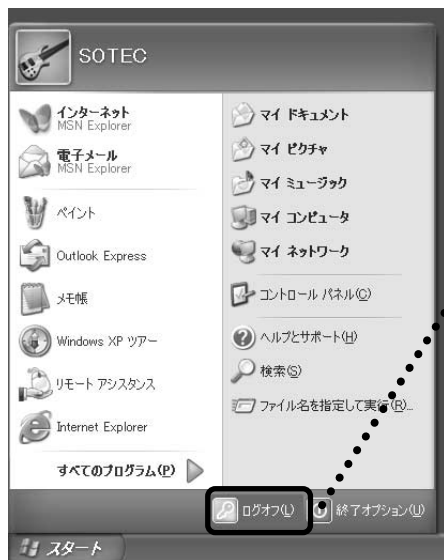 SOTEC
インターネット
MSN Explorer
電子メール
MSN Explorer
ペイント
Outlook Express
メモ帳
Windows XP ツアー
リモート アシスタンス
Internet Explorer
すべてのプログラム(P)
マイ ドキュメント
マイ ピクチャ
マイ ミュージック
マイ コンピュータ
マイ ネットワーク
コントロール パネル(C)
ヘルプとサポート(H)
検索(S)
ファイル名を指定して実行(R)...
ログオフ(L)
終了オプション(U)
スタート